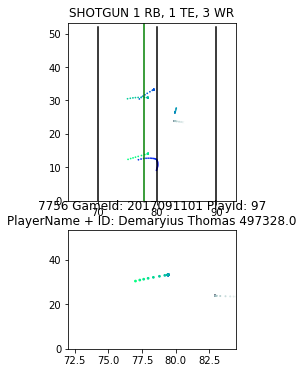 SHOTGUN 1 RB, 1 TE, 3 WR
50
40
30
20
10
0
70 80 90
7756 GameId: 2017091101 PlayId: 97
PlayerName + ID: Demaryius Thomas 497328.0
40
20
0
72.5 75.0 77.5 80.0 82.5